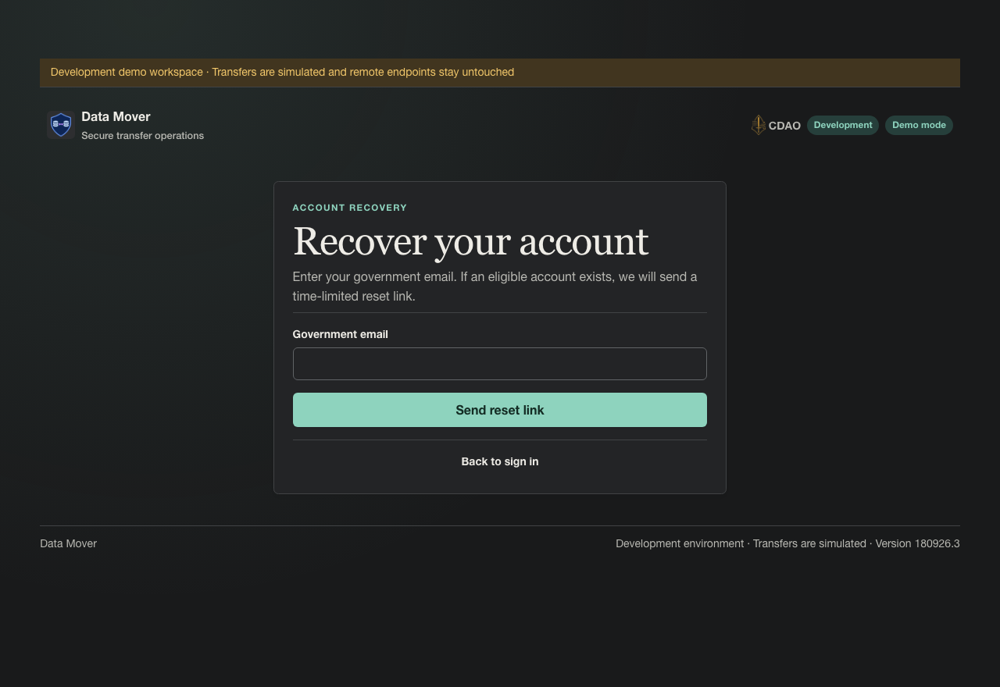 Development demo workspace · Transfers are simulated and remote endpoints stay untouched
Data Mover
Secure transfer operations
CDAO
Development
Demo mode
ACCOUNT RECOVERY
Recover your account
Enter your government email. If an eligible account exists, we will send a
time-limited reset link.
Government email
Send reset link
Back to sign in
Data Mover
Development environment · Transfers are simulated · Version 180926.3